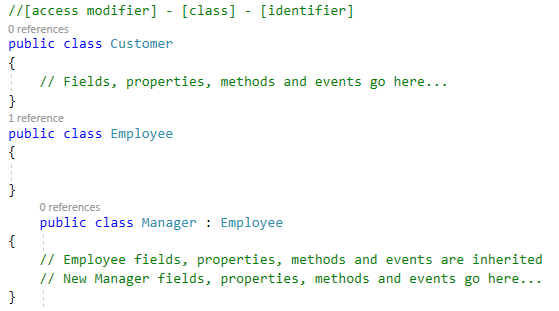 //[access modifier] - [class] - [identifier]
0 references
public class Customer
{
// Fields, properties, methods and events go here...
}
1 reference
public class Employee
{
}
0 references
public class Manager : Employee
{
// Employee fields, properties, methods and events are inherited
// New Manager fields, properties, methods and events go here...
}